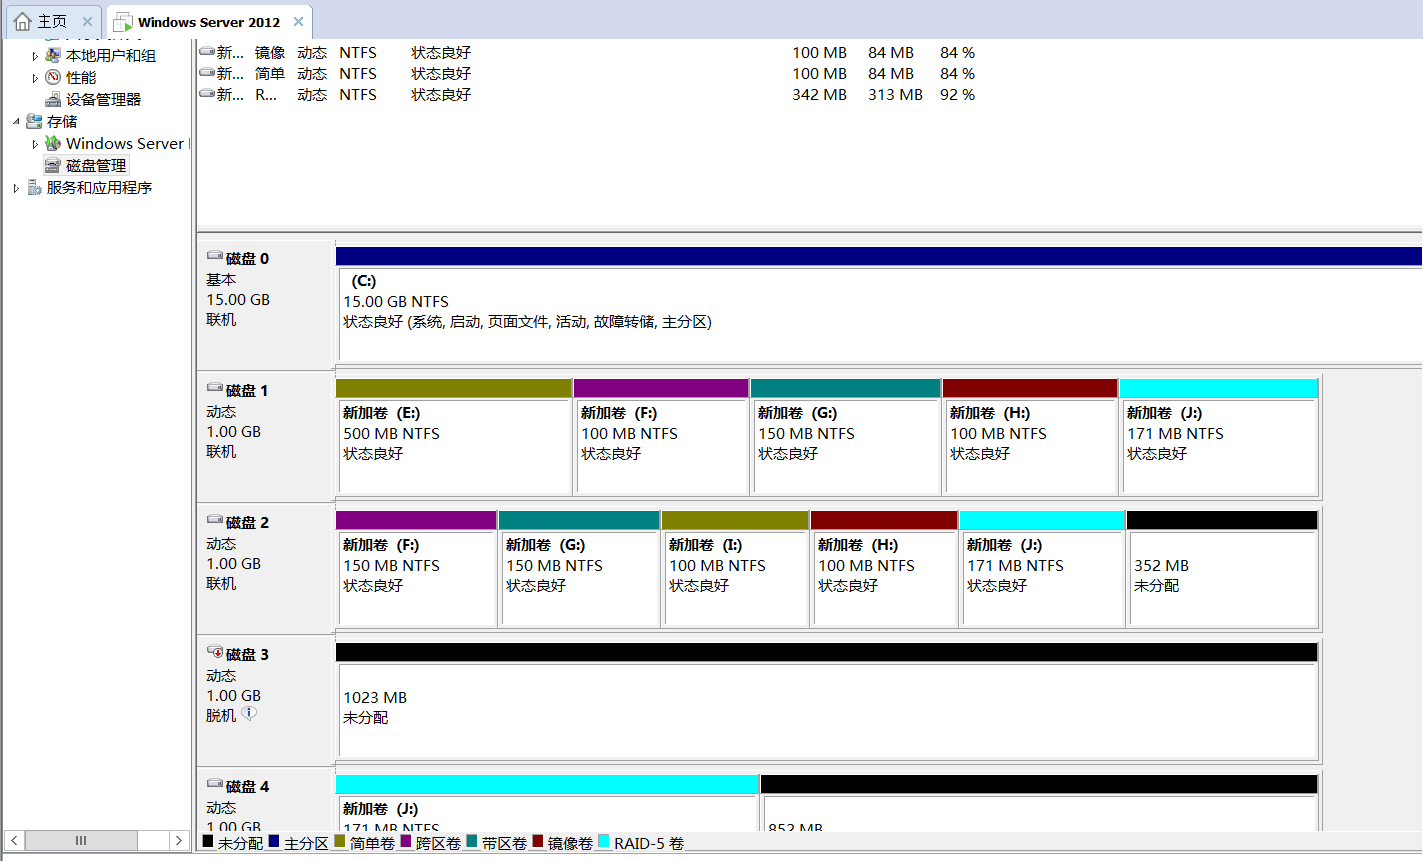 主页 Windows Server 2012
本地用户和组
性能
设备管理器
存储
Windows Server
磁盘管理
服务和应用程序
新... 镜像 动态 NTFS 状态良好 100 MB 84 MB 84 %
新... 简单 动态 NTFS 状态良好 100 MB 84 MB 84 %
新... R... 动态 NTFS 状态良好 342 MB 313 MB 92 %
磁盘 0
基本
15.00 GB
联机
(C:)
15.00 GB NTFS
状态良好 (系统, 启动, 页面文件, 活动, 故障转储, 主分区)
磁盘 1
动态
1.00 GB
联机
新加卷 (E:)
500 MB NTFS
状态良好
新加卷 (F:)
100 MB NTFS
状态良好
新加卷 (G:)
150 MB NTFS
状态良好
新加卷 (H:)
100 MB NTFS
状态良好
新加卷 (J:)
171 MB NTFS
状态良好
磁盘 2
动态
1.00 GB
联机
新加卷 (F:)
150 MB NTFS
状态良好
新加卷 (G:)
150 MB NTFS
状态良好
新加卷 (I:)
100 MB NTFS
状态良好
新加卷 (H:)
100 MB NTFS
状态良好
新加卷 (J:)
171 MB NTFS
状态良好
352 MB
未分配
磁盘 3
动态
1.00 GB
脱机
1023 MB
未分配
磁盘 4
动态
1.00 GB
新加卷 (J:)
171 MB NTFS
852 MB
未分配 主分区 简单卷 跨区卷 带区卷 镜像卷 RAID-5 卷